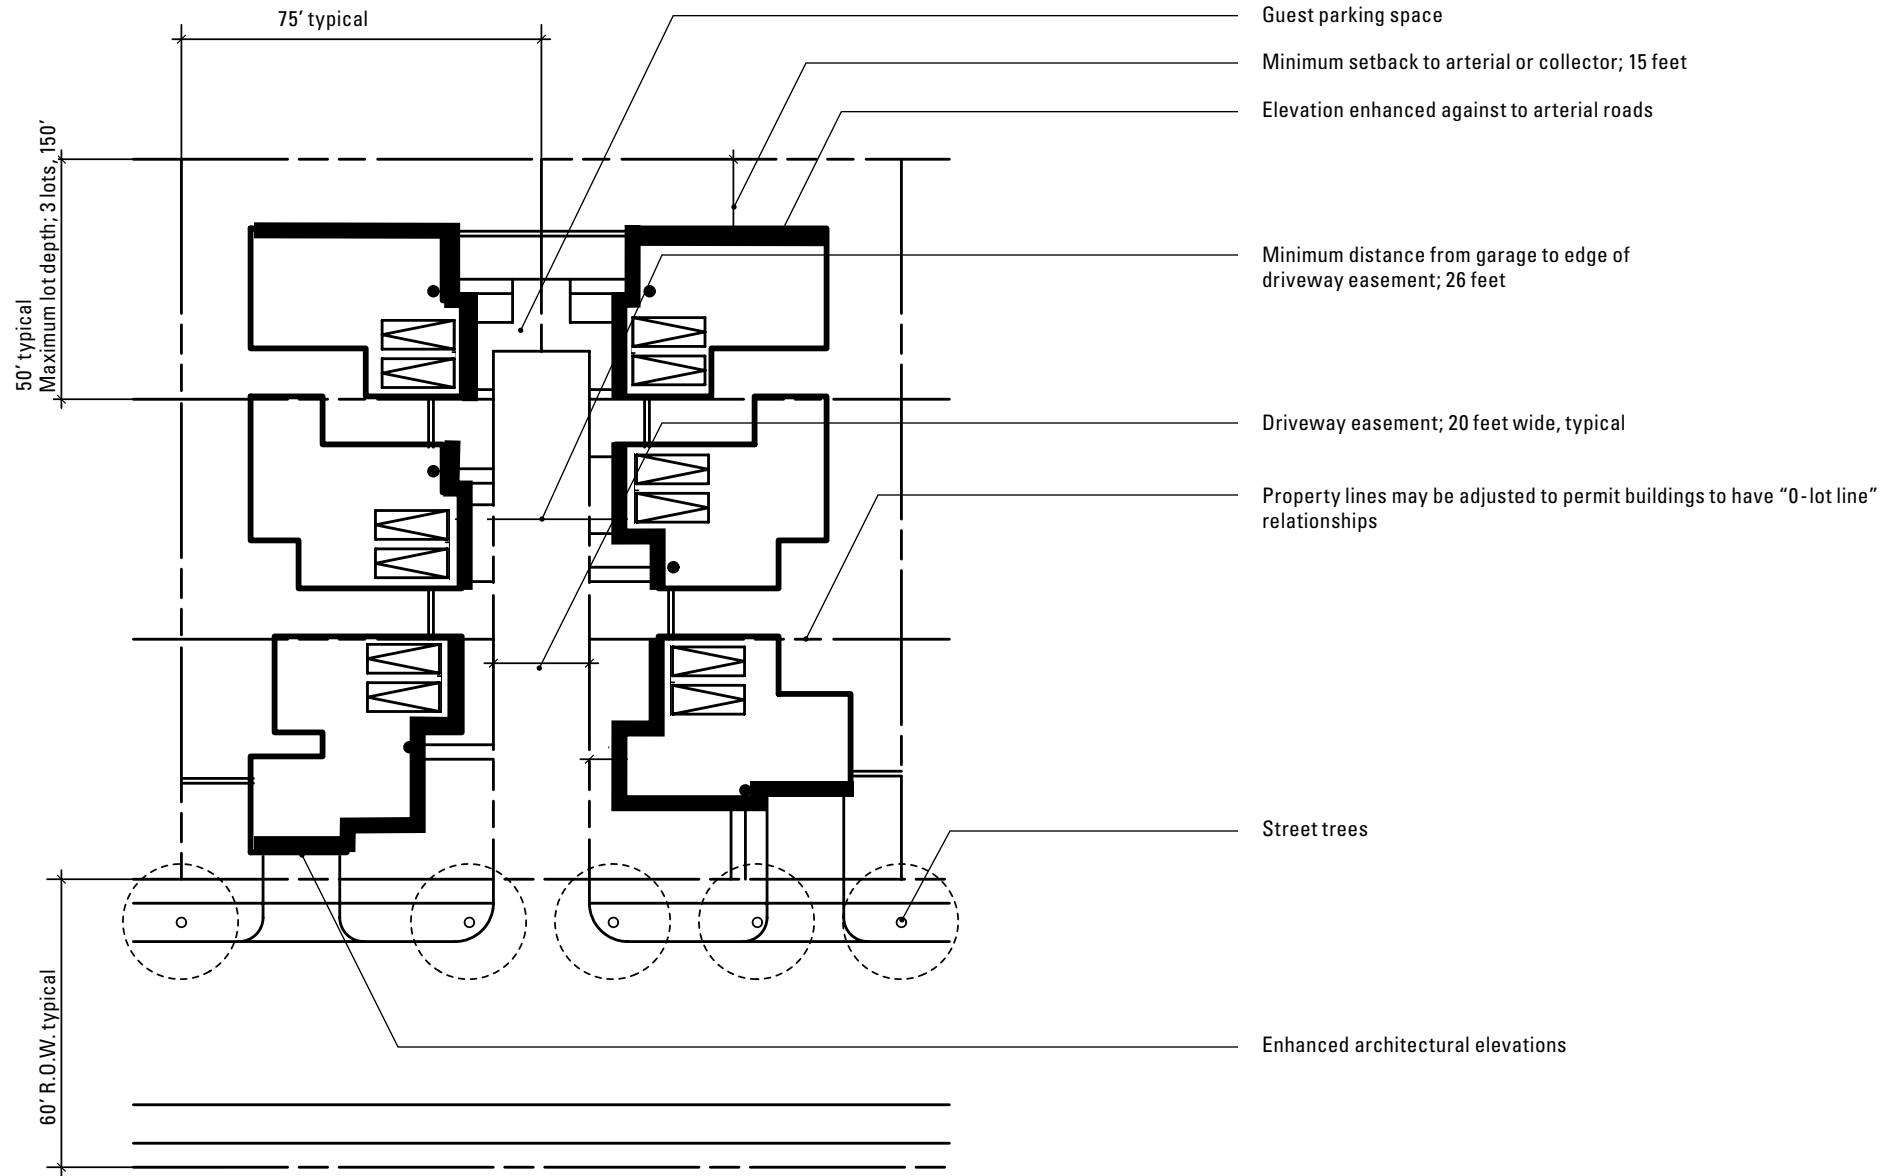 75’ typical
Guest parking space
Minimum setback to arterial or collector; 15 feet
Elevation enhanced against to arterial roads
50’ typical
Maximum lot depth; 3 lots, 150’
Minimum distance from garage to edge of
driveway easement; 26 feet
Driveway easement; 20 feet wide, typical
Property lines may be adjusted to permit buildings to have “0-lot line”
relationships
Street trees
60’ R.O.W. typical
Enhanced architectural elevations